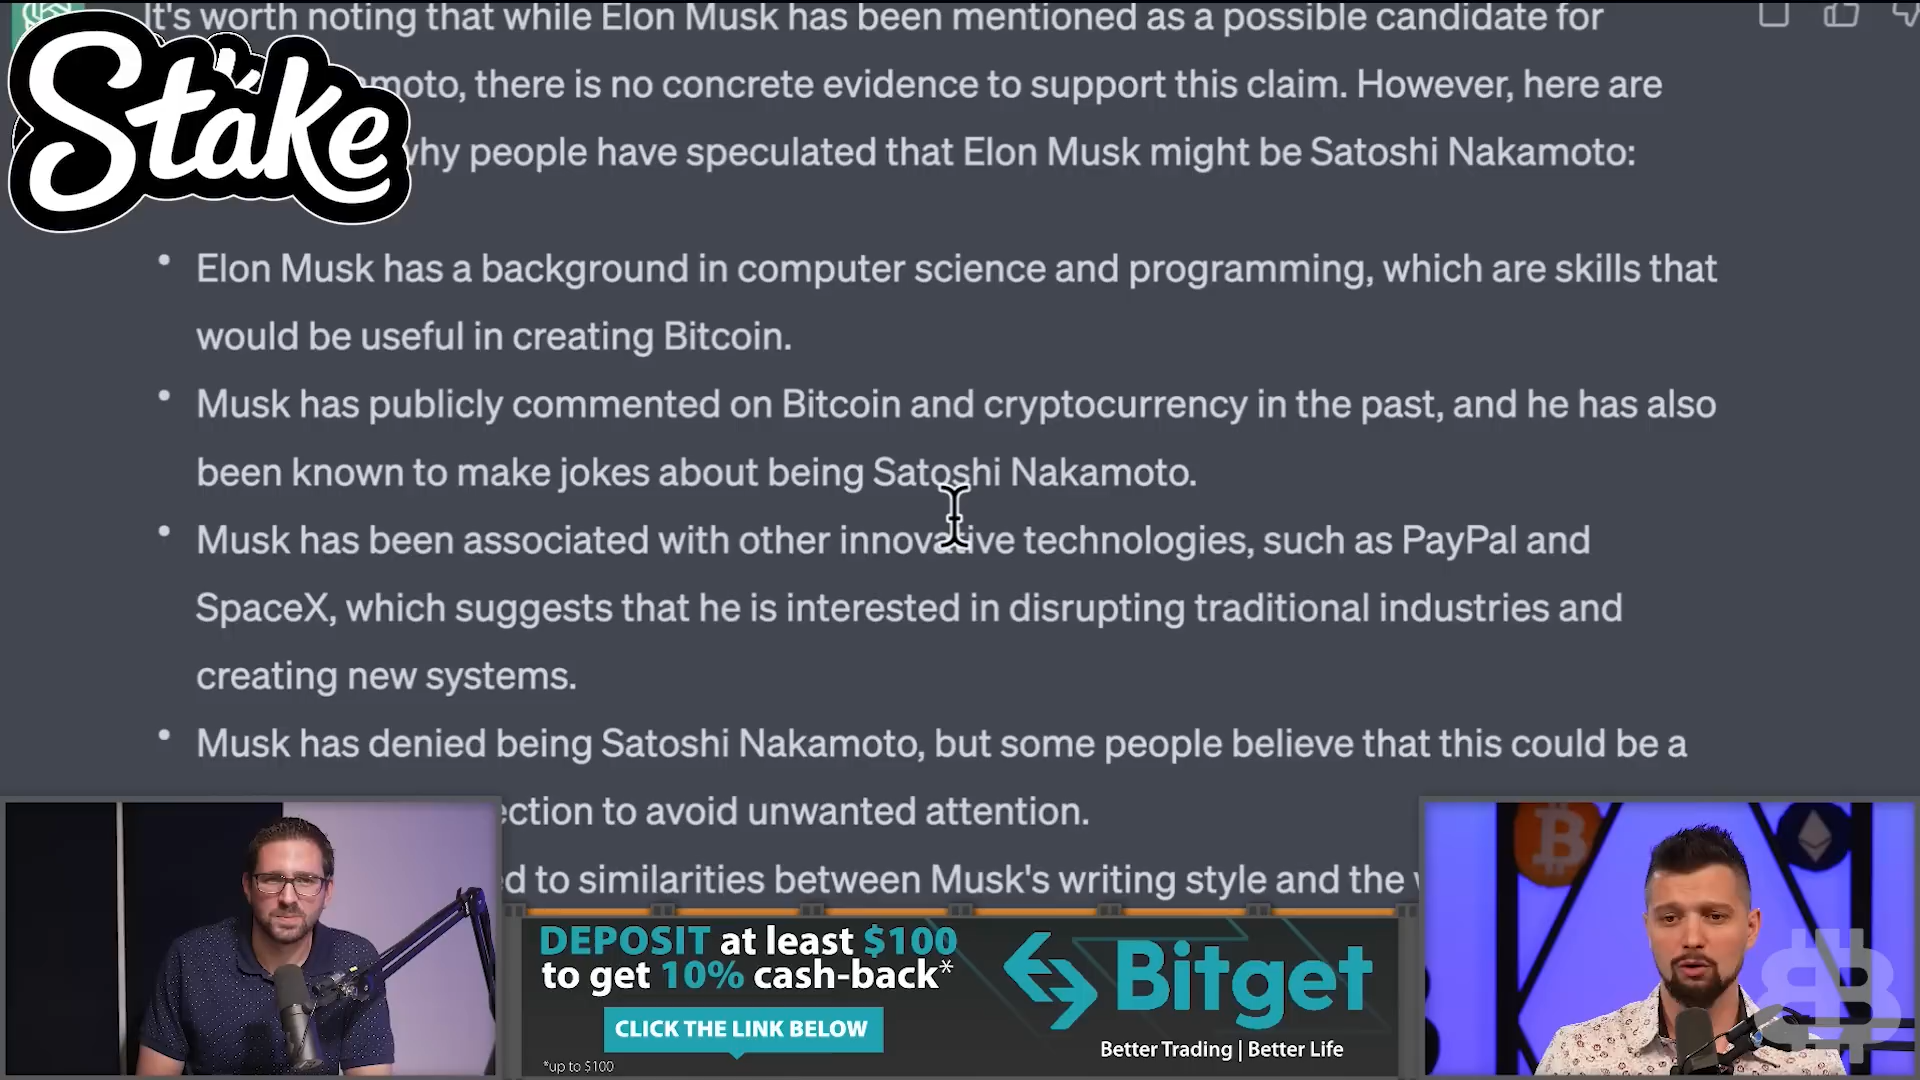 It's worth noting that while Elon Musk has been mentioned as a possible candidate for
Stake
moto, there is no concrete evidence to support this claim. However, here are
why people have speculated that Elon Musk might be Satoshi Nakamoto:
• Elon Musk has a background in computer science and programming, which are skills that
would be useful in creating Bitcoin.
• Musk has publicly commented on Bitcoin and cryptocurrency in the past, and he has also
been known to make jokes about being Satoshi Nakamoto.
• Musk has been associated with other innovative technologies, such as PayPal and
SpaceX, which suggests that he is interested in disrupting traditional industries and
creating new systems.
• Musk has denied being Satoshi Nakamoto, but some people believe that this could be a
ection to avoid unwanted attention.
d to similarities between Musk's writing style and the
DEPOSIT at least $100
to get 10% cash-back*
CLICK THE LINK BELOW
*up to $100
Bitget
Better Trading | Better Life